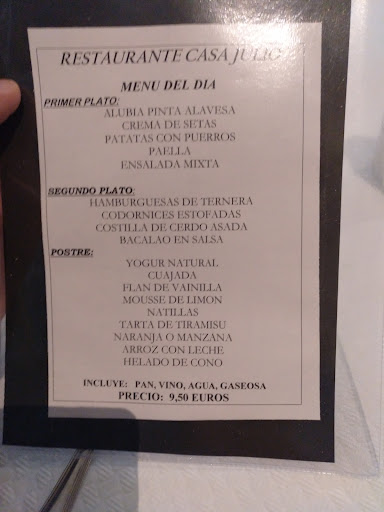 RESTAURANTE CASA JULIO
MENU DEL DIA
PRIMER PLATO:
ALUBIA PINTA ALAVESA
CREMA DE SETAS
PATATAS CON PUERROS
PAELLA
ENSALADA MIXTA
SEGUNDO PLATO:
HAMBURGUESAS DE TERNERA
CODORNICES ESTOFADAS
COSTILLA DE CERDO ASADA
BACALAO EN SALSA
POSTRE:
YOGUR NATURAL
CUAJADA
FLAN DE VAINILLA
MOUSSE DE LIMON
NATILLAS
TARTA DE TIRAMISU
NARANJA O MANZANA
ARROZ CON LECHE
HELADO DE CONO
INCLUYE: PAN, VINO, AGUA, GASEOSA
PRECIO: 9,50 EUROS